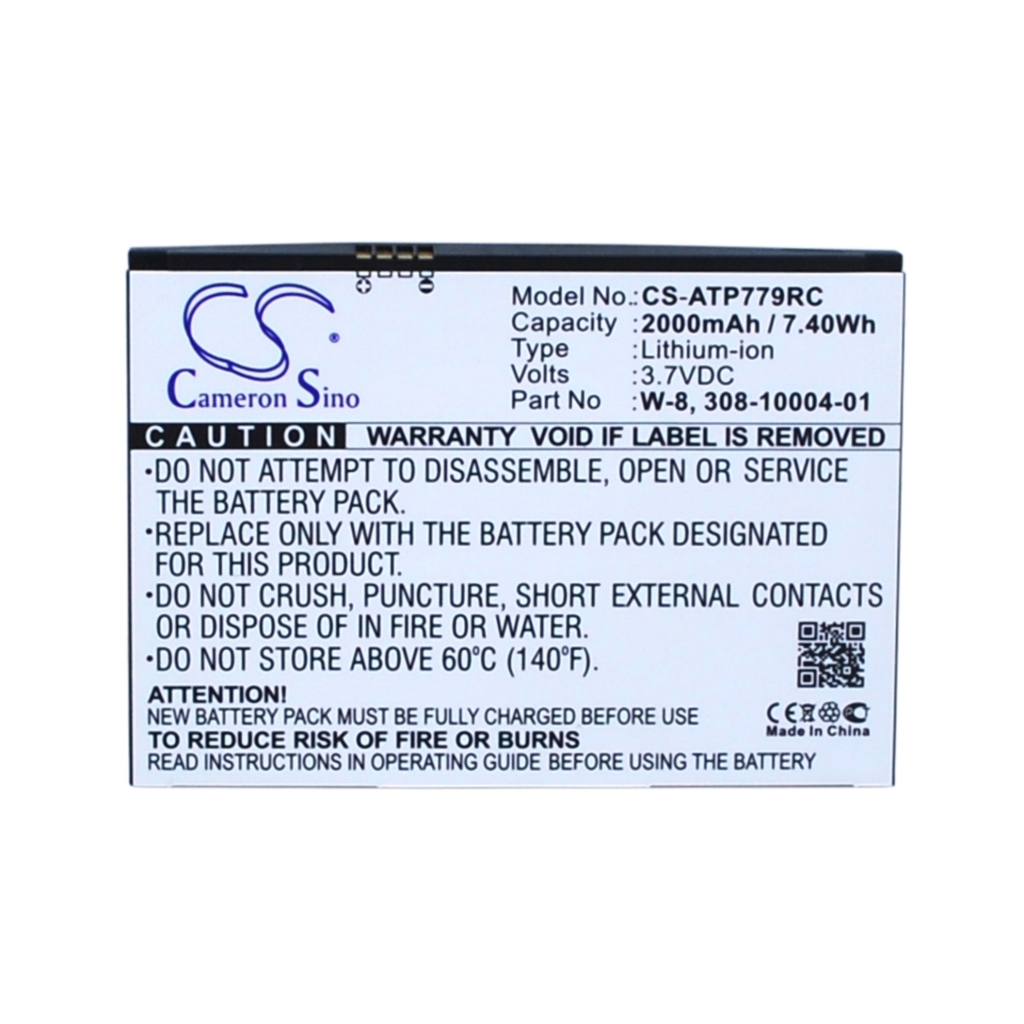 CS
®
Cameron Sino
Model No.: CS-ATP779RC
Capacity : 2000mAh / 7.40Wh
Type : Lithium-ion
Volts : 3.7VDC
Part No : W-8, 308-10004-01
CAUTION WARRANTY VOID IF LABEL IS REMOVED
•DO NOT ATTEMPT TO DISASSEMBLE, OPEN OR SERVICE
THE BATTERY PACK.
•REPLACE ONLY WITH THE BATTERY PACK DESIGNATED
FOR THIS PRODUCT.
•DO NOT CRUSH, PUNCTURE, SHORT EXTERNAL CONTACTS
OR DISPOSE OF IN FIRE OR WATER.
•DO NOT STORE ABOVE 60°C (140°F).
ATTENTION!
NEW BATTERY PACK MUST BE FULLY CHARGED BEFORE USE
TO REDUCE RISK OF FIRE OR BURNS
READ INSTRUCTIONS IN OPERATING GUIDE BEFORE USING THE BATTERY
CE
Made In China